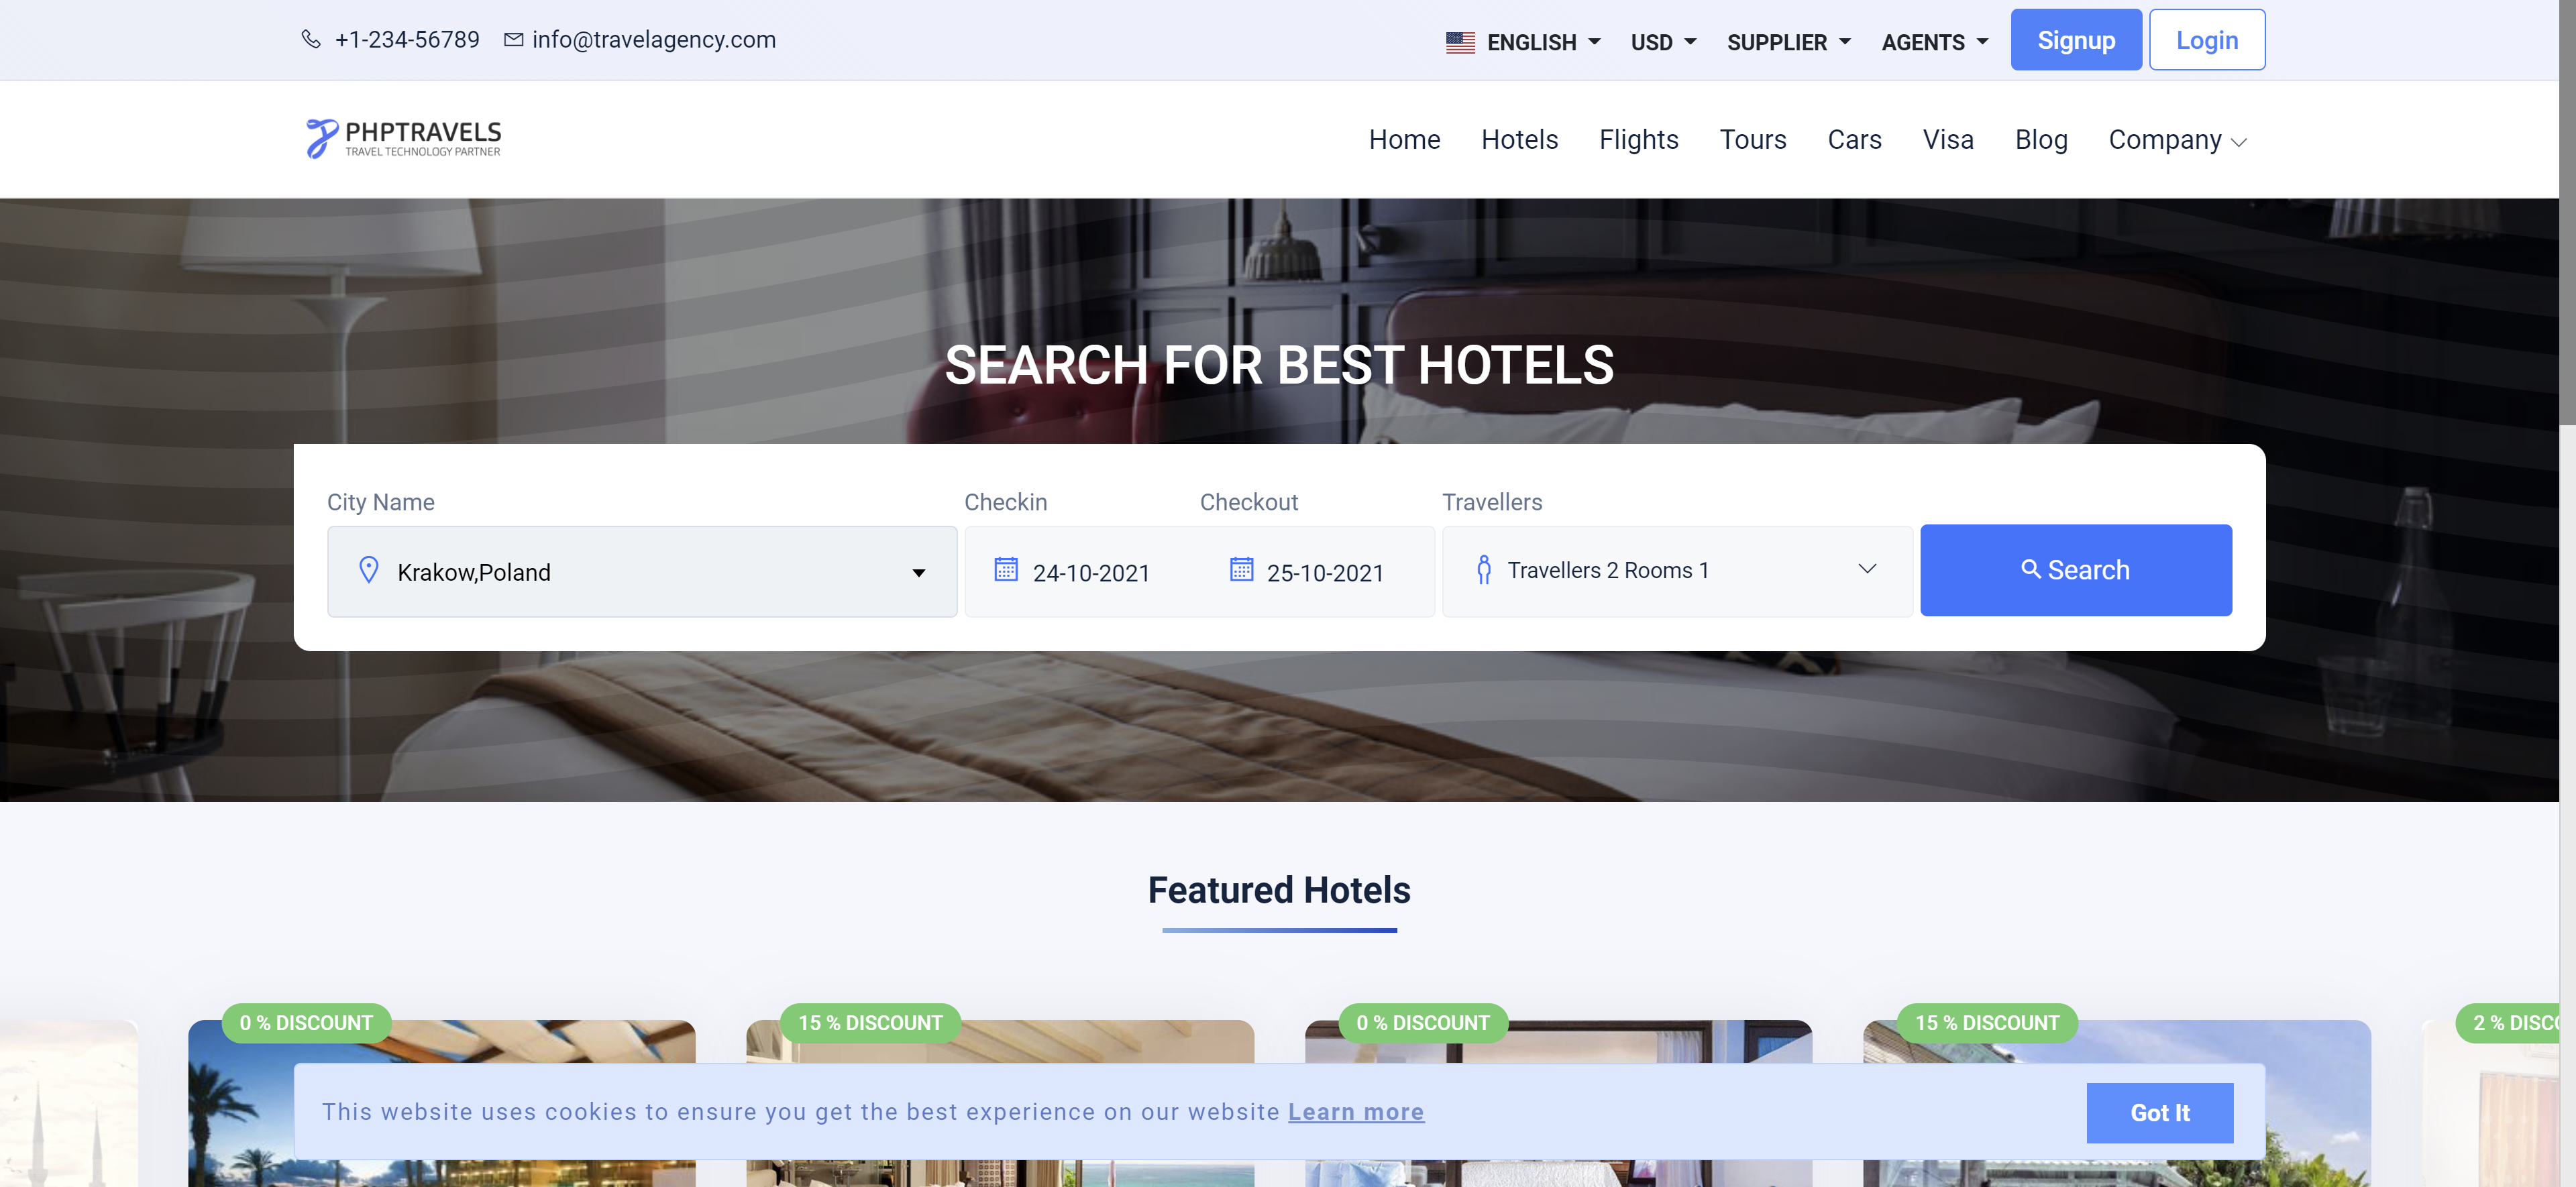 +1-234-56789 info@travelagency.com ENGLISH USD SUPPLIER AGENTS Signup Login
PHPTRAVELS
TRAVEL TECHNOLOGY PARTNER
Home Hotels Flights Tours Cars Visa Blog Company
SEARCH FOR BEST HOTELS
City Name Checkin Checkout Travellers
Krakow,Poland 24-10-2021 25-10-2021 Travellers 2 Rooms 1 Search
Featured Hotels
0 % DISCOUNT 15 % DISCOUNT 0 % DISCOUNT 15 % DISCOUNT 2 %
This website uses cookies to ensure you get the best experience on our website Learn more Got It